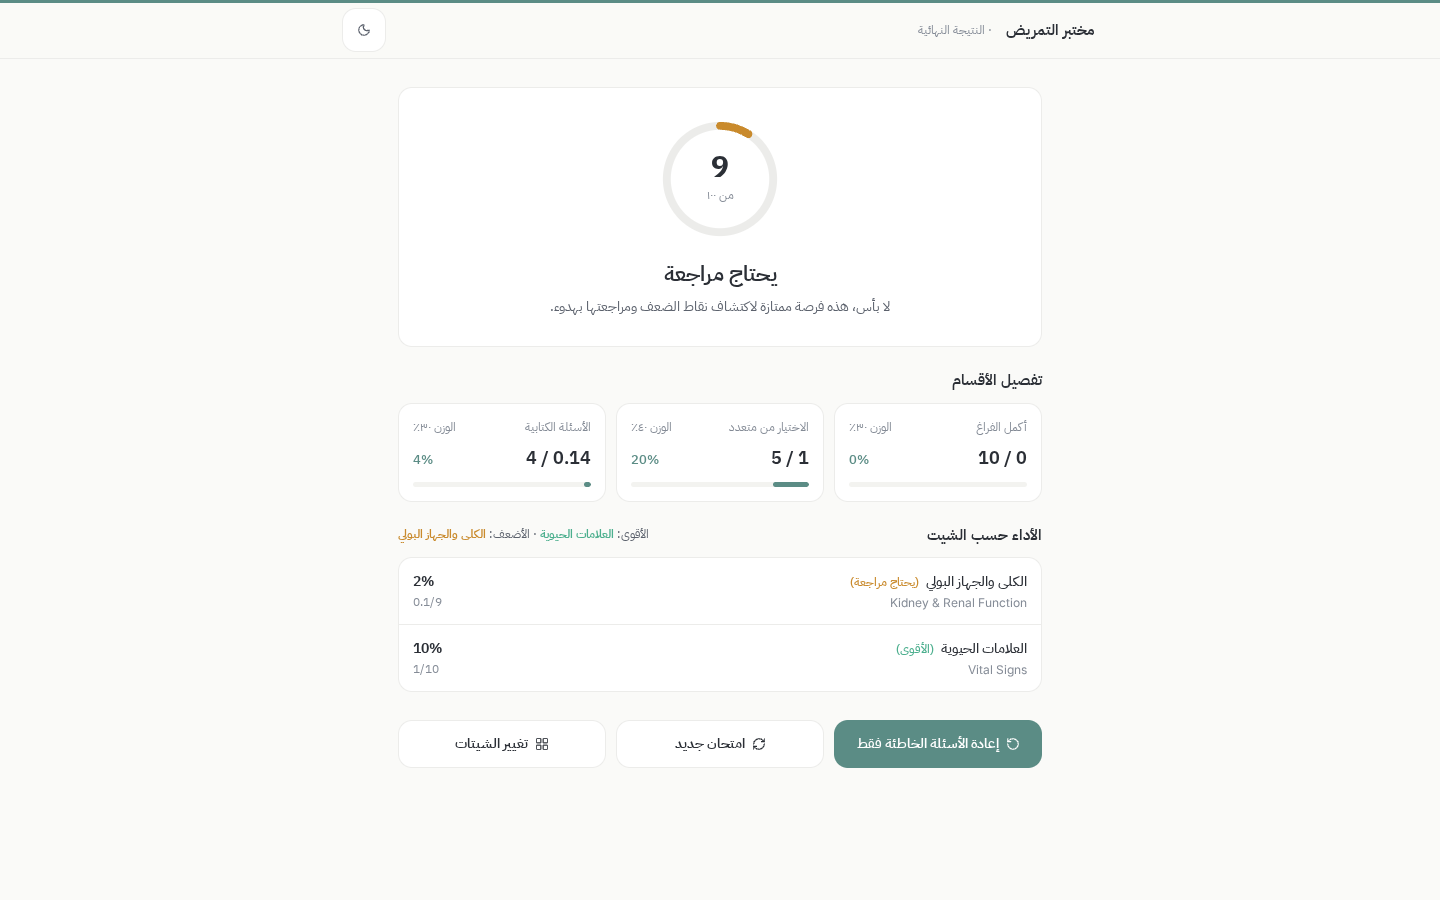 مختبر التمريض · النتيجة النهائية
9
من ١٠٠
يحتاج مراجعة
لا بأس، هذه فرصة ممتازة لاكتشاف نقاط الضعف ومراجعتها بهدوء.
تفصيل الأقسام
أكمل الفراغ الوزن ٣٠٪
10 / 0 0%
الاختيار من متعدد الوزن ٤٠٪
5 / 1 20%
الأسئلة الكتابية الوزن ٣٠٪
4 / 0.14 4%
الأداء حسب الشيت
الأقوى: العلامات الحيوية · الأضعف: الكلى والجهاز البولي
الكلى والجهاز البولي (يحتاج مراجعة) 2%
Kidney & Renal Function 0.1/9
العلامات الحيوية (الأقوى) 10%
Vital Signs 1/10
إعادة الأسئلة الخاطئة فقط
امتحان جديد
تغيير الشيتات